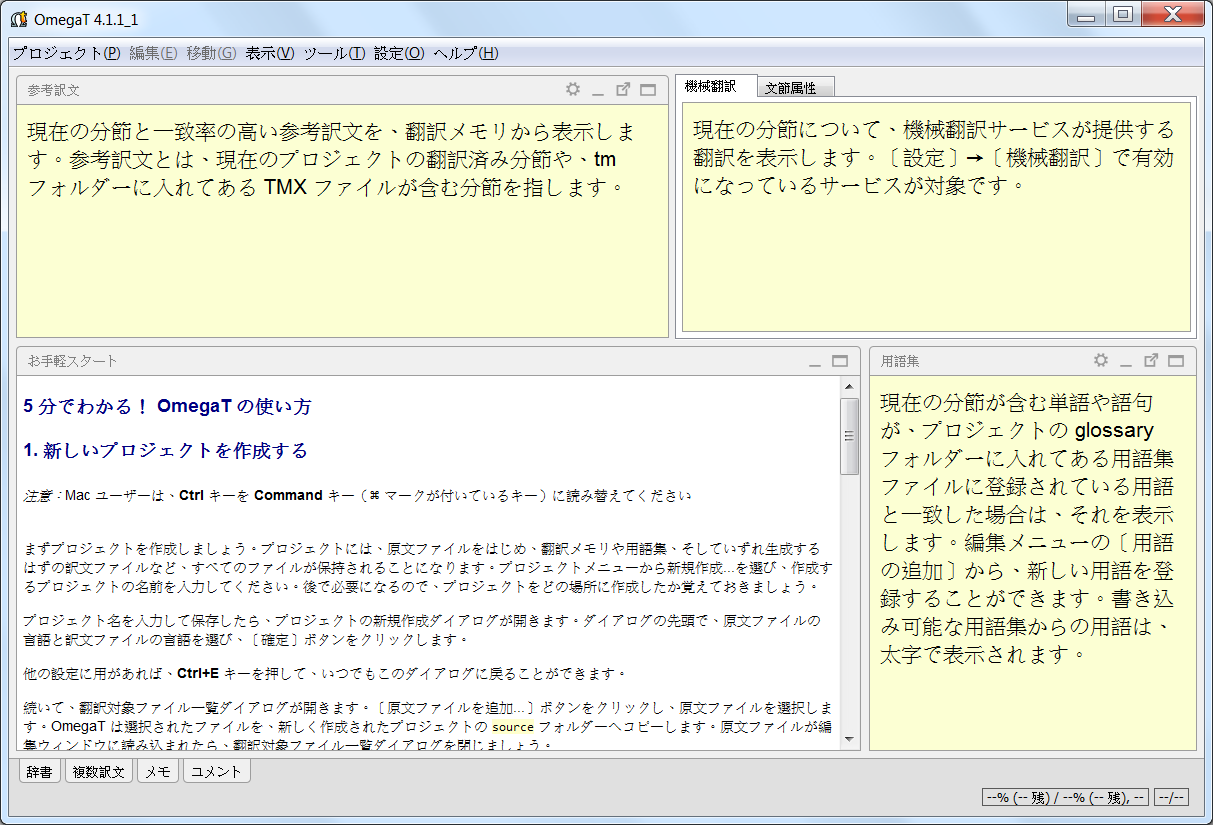 OmegaT 4.1.1_1
プロジェクト(P) 編集(E) 移動(G) 表示(V) ツール(T) 設定(O) ヘルプ(H)
参考訳文
現在の分節と一致率の高い参考訳文を、翻訳メモリから表示しま
す。参考訳文とは、現在のプロジェクトの翻訳済み分節や、tm
フォルダーに入れてある TMX ファイルが含む分節を指します。
機械翻訳 文節属性
現在の分節について、機械翻訳サービスが提供する
翻訳を表示します。〔設定〕→〔機械翻訳〕で有効
になっているサービスが対象です。
お手軽スタート
5 分でわかる！ OmegaT の使い方
1. 新しいプロジェクトを作成する
注意：Mac ユーザーは、Ctrl キーを Command キー（⌘ マークが付いているキー）に読み替えてください
まずプロジェクトを作成しましょう。プロジェクトには、原文ファイルをはじめ、翻訳メモリや用語集、そしていずれ生成する
はずの訳文ファイルなど、すべてのファイルが保持されることになります。プロジェクトメニューから新規作成...を選び、作成す
るプロジェクトの名前を入力してください。後で必要になるので、プロジェクトをどの場所に作成したか覚えておきましょう。
プロジェクト名を入力して保存したら、プロジェクトの新規作成ダイアログが開きます。ダイアログの先頭で、原文ファイルの
言語と訳文ファイルの言語を選び、〔確定〕ボタンをクリックします。
他の設定に用があれば、Ctrl+E キーを押して、いつでもこのダイアログに戻ることができます。
続いて、翻訳対象ファイル一覧ダイアログが開きます。〔原文ファイルを追加...〕ボタンをクリックし、原文ファイルを選択しま
す。OmegaT は選択されたファイルを、新しく作成されたプロジェクトの source フォルダーへコピーします。原文ファイルが編
集ウィンドウに読み込まれたら、翻訳対象ファイル一覧ダイアログを閉じましょう。
用語集
現在の分節が含む単語や語句
が、プロジェクトの glossary
フォルダーに入れてある用語集
ファイルに登録されている用語
と一致した場合は、それを表示
します。編集メニューの〔用語
の追加〕から、新しい用語を登
録することができます。書き込
み可能な用語集からの用語は、
太字で表示されます。
辞書 複数訳文 メモ コメント
--% (-- 残) / --% (-- 残), -- --/--